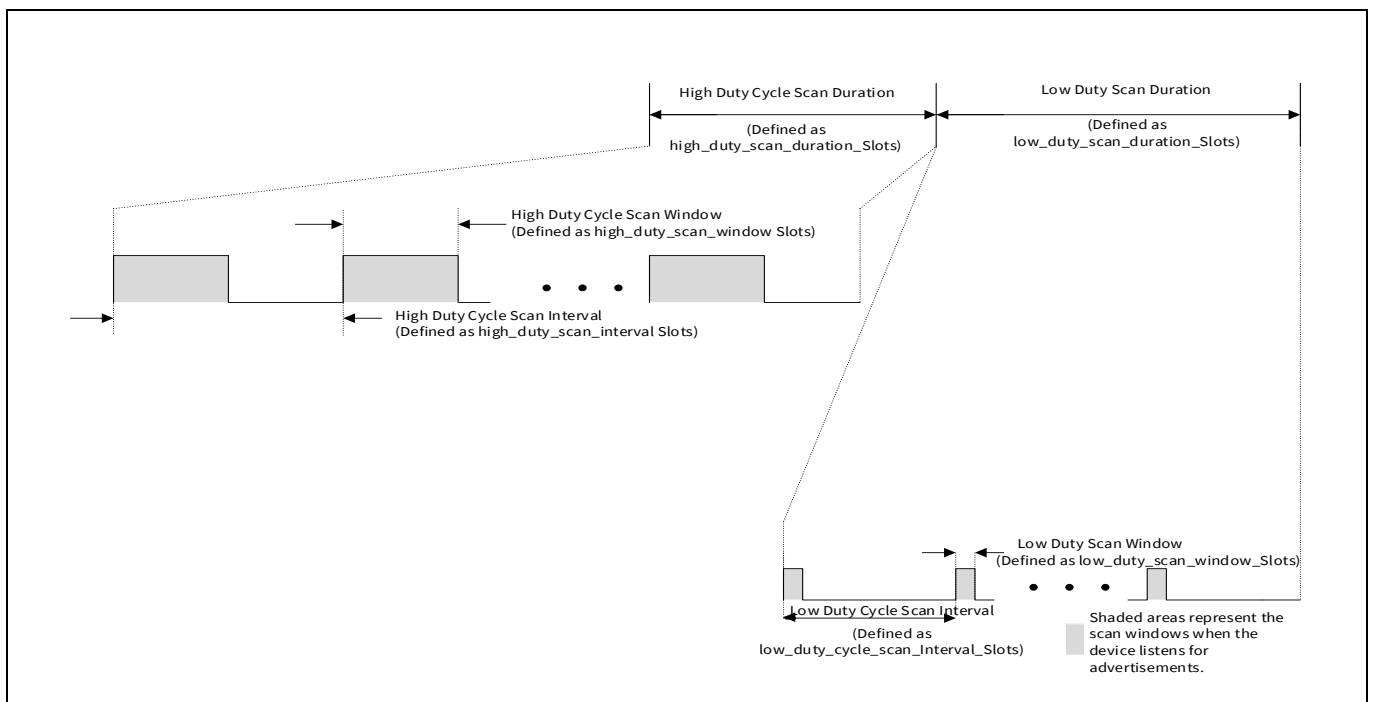 High Duty Cycle Scan Duration
(Defined as
high_duty_scan_duration_Slots)
Low Duty Scan Duration
(Defined as
low_duty_scan_duration_Slots)
High Duty Cycle Scan Window
(Defined as high_duty_scan_window Slots)
High Duty Cycle Scan Interval
(Defined as high_duty_scan_interval Slots)
Low Duty Scan Window
(Defined as low_duty_scan_window_Slots)
Low Duty Cycle Scan Interval
(Defined as
low_duty_cycle_scan_Interval_Slots)
Shaded areas represent the
scan windows when the
device listens for
advertisements.